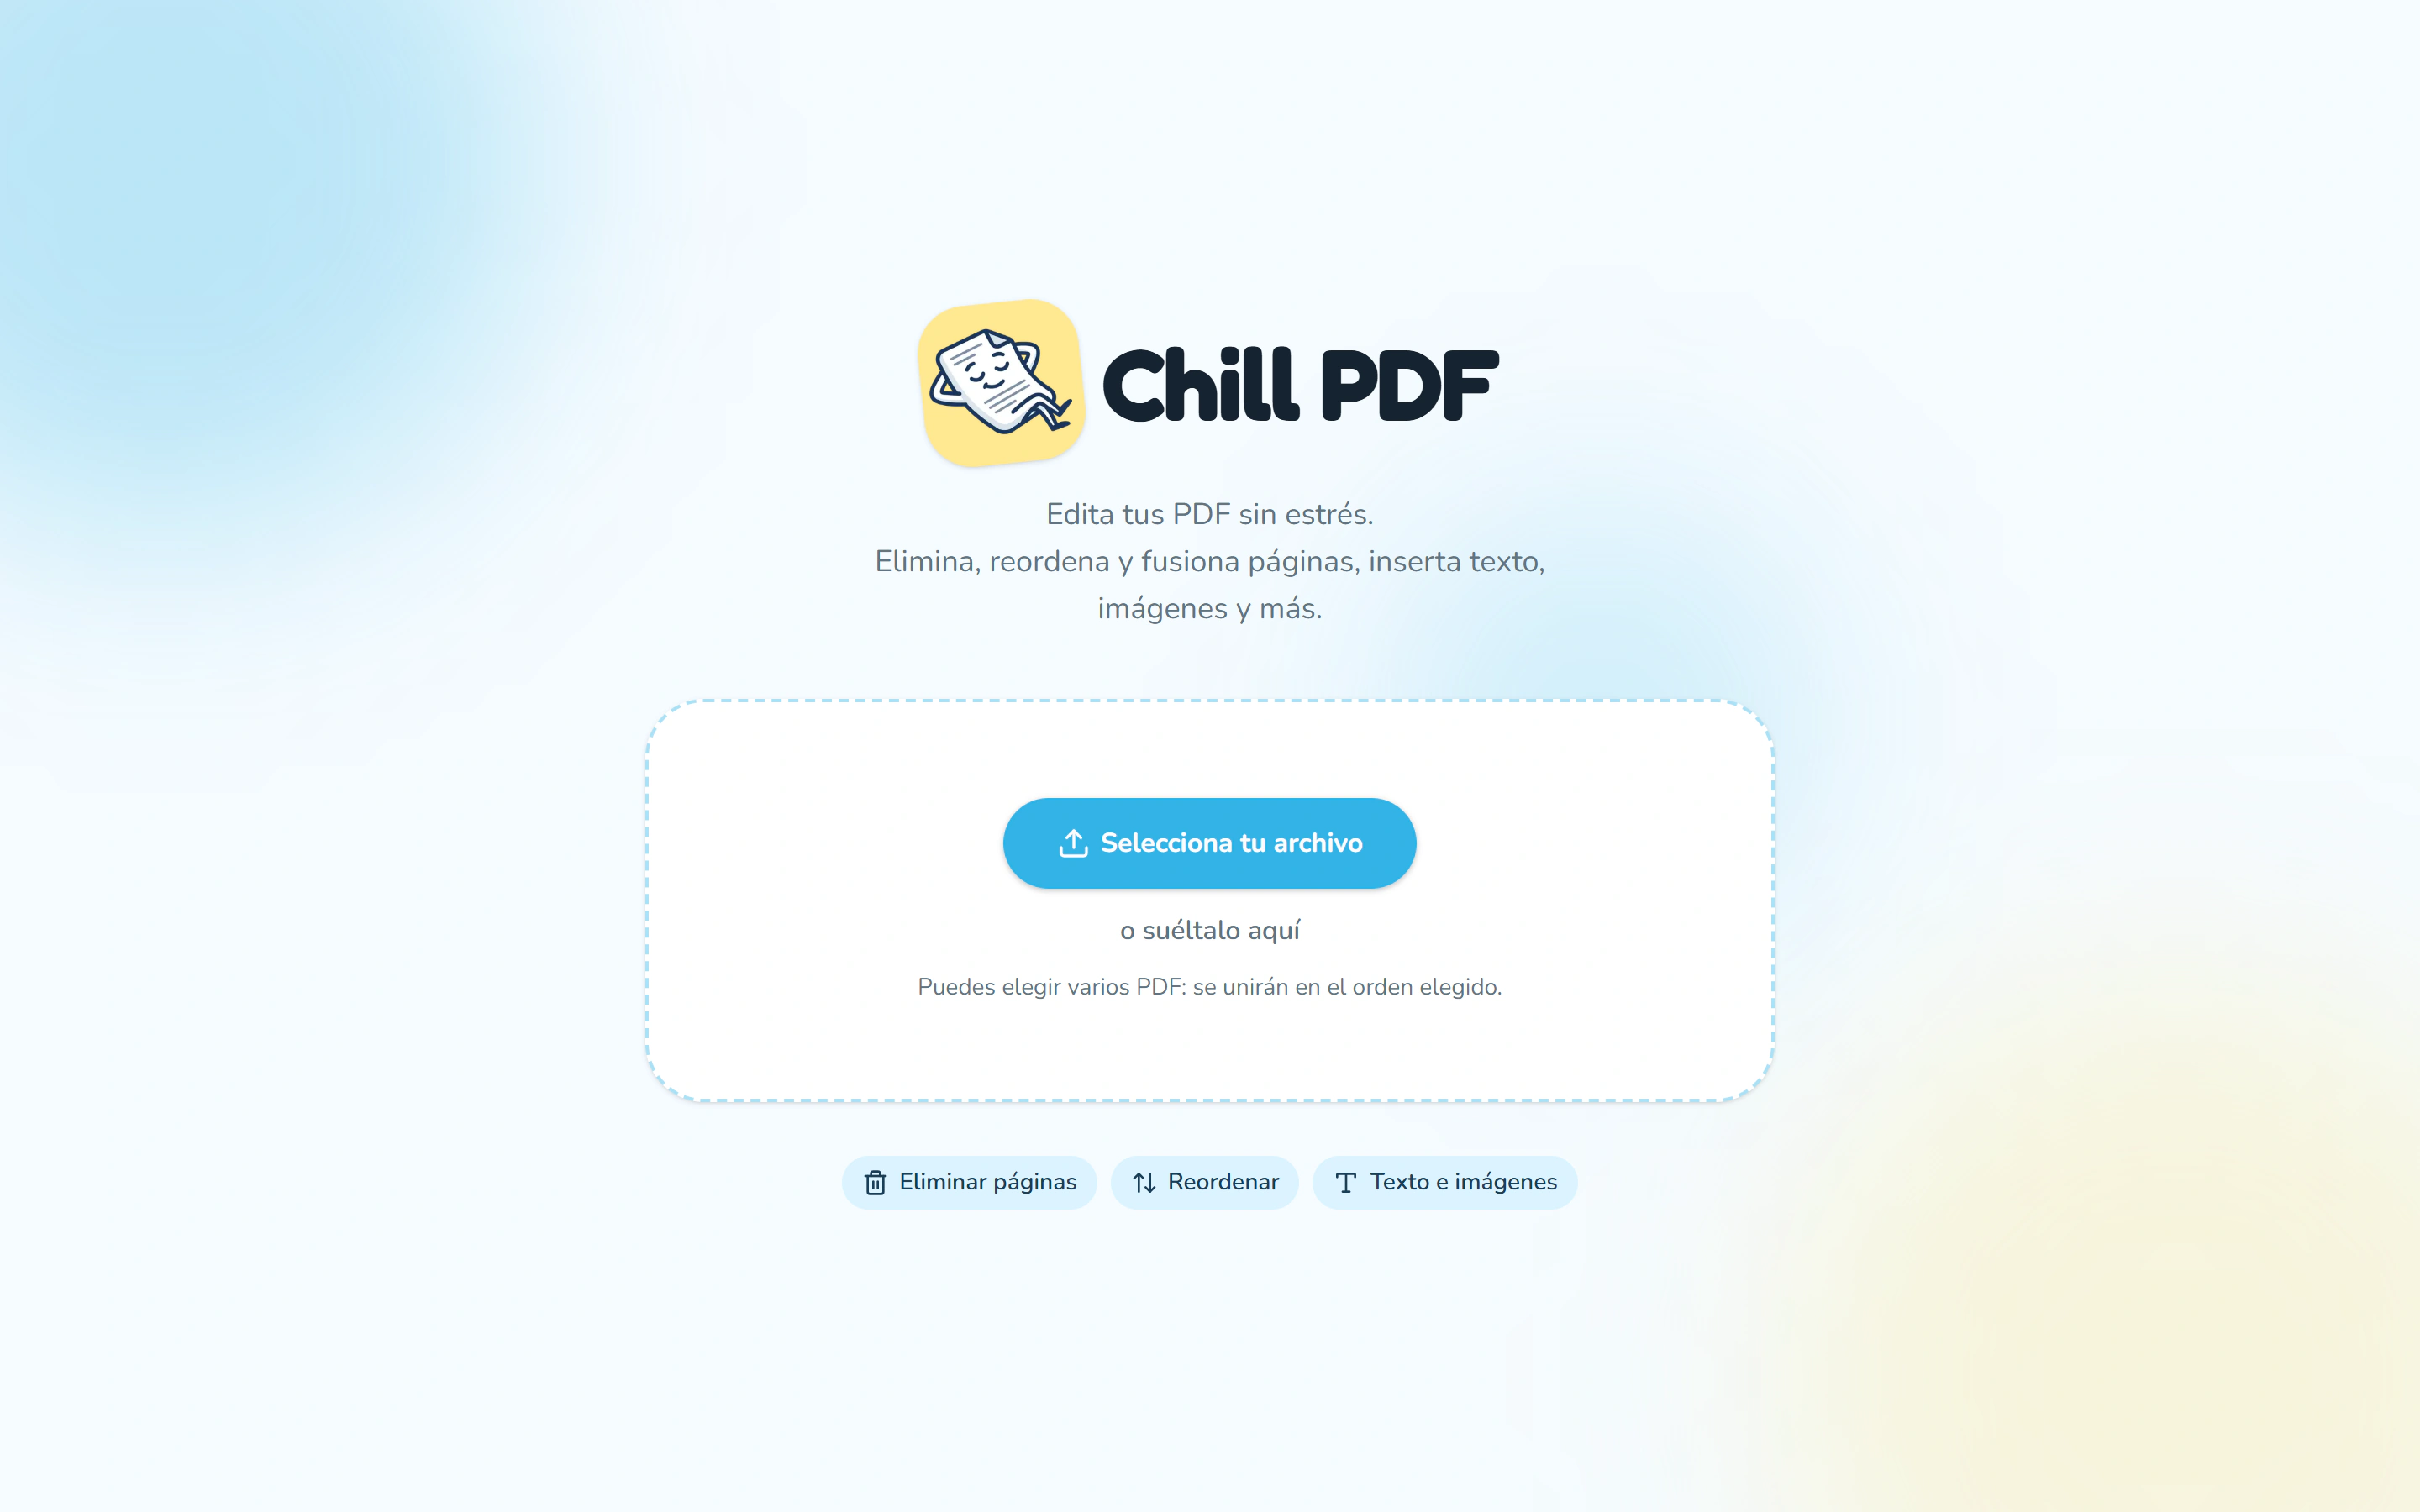 Chill PDF
Edita tus PDF sin estrés.
Elimina, reordena y fusiona páginas, inserta texto,
imágenes y más.
Selecciona tu archivo
o suéltalo aquí
Puedes elegir varios PDF: se unirán en el orden elegido.
Eliminar páginas
Reordenar
Texto e imágenes